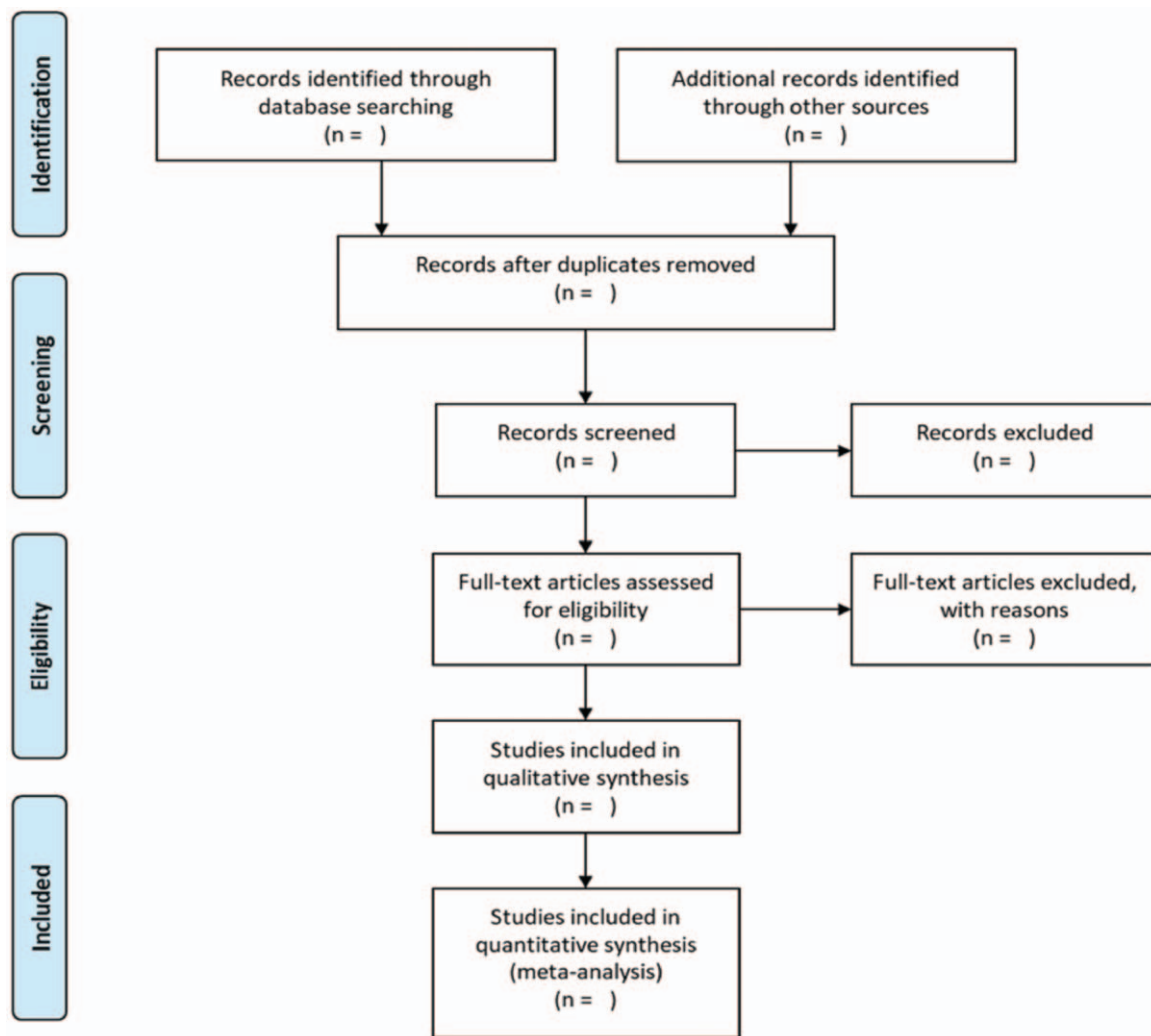 Identification
Records identified through
database searching
(n =   )
Additional records identified
through other sources
(n =   )
Records after duplicates removed
(n =   )
Screening
Records screened
(n =   )
Records excluded
(n =   )
Eligibility
Full-text articles assessed
for eligibility
(n =   )
Full-text articles excluded,
with reasons
(n =   )
Studies included in
qualitative synthesis
(n =   )
Included
Studies included in
quantitative synthesis
(meta-analysis)
(n =   )